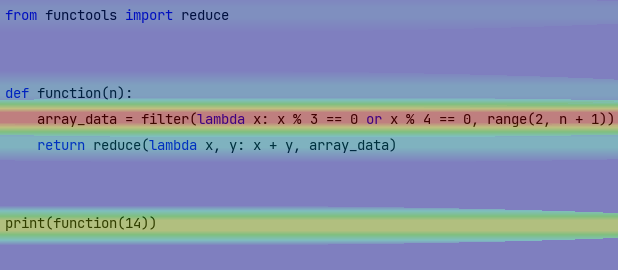 from functools import reduce
def function(n):
    array_data = filter(lambda x: x % 3 == 0 or x % 4 == 0, range(2, n + 1))
    return reduce(lambda x, y: x + y, array_data)
print(function(14))